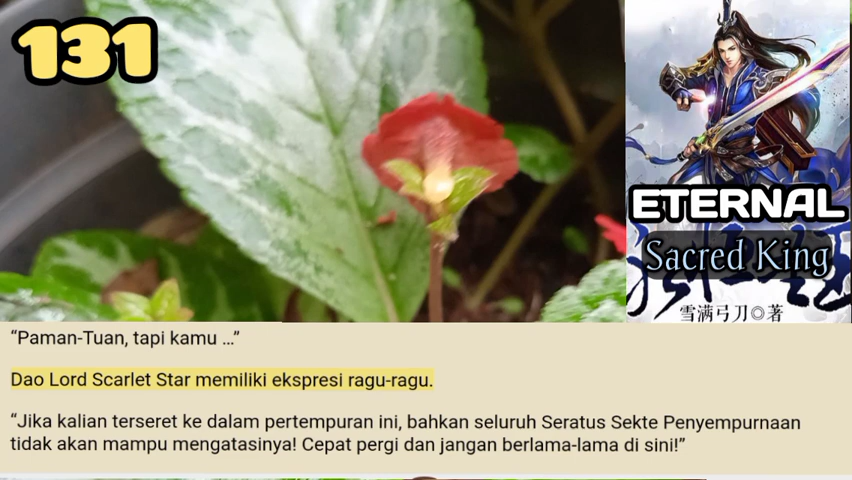 131
ETERNAL
Sacred King
雪满弓刀◎著
“Paman-Tuan, tapi kamu ...”
Dao Lord Scarlet Star memiliki ekspresi ragu-ragu.
“Jika kalian terseret ke dalam pertempuran ini, bahkan seluruh Seratus Sekte Penyempurnaan
tidak akan mampu mengatasinya! Cepat pergi dan jangan berlama-lama di sini!”